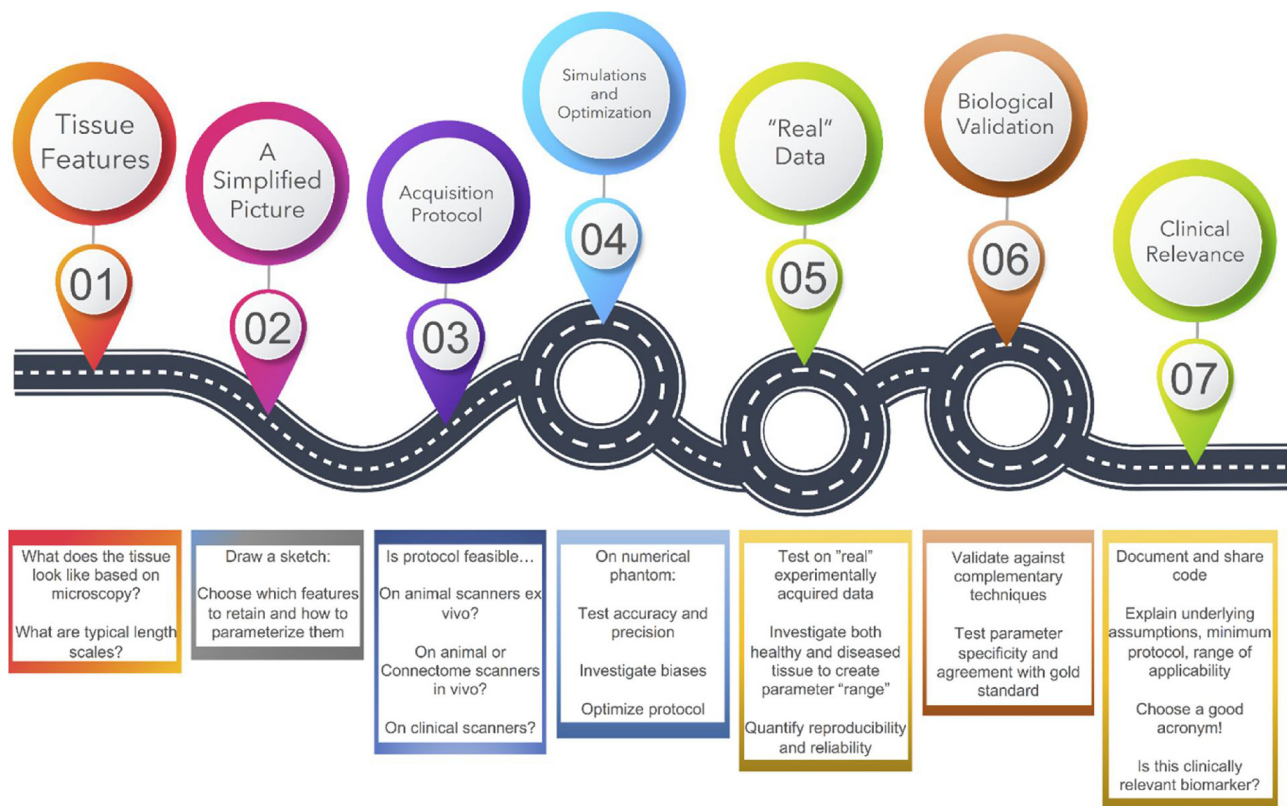 Tissue
Features
01
A
Simplified
Picture
02
Acquisition
Protocol
03
Simulations
and
Optimization
04
"Real"
Data
05
Biological
Validation
06
Clinical
Relevance
07
What does the tissue
look like based on
microscopy?
What are typical length
scales?
Draw a sketch:
Choose which features
to retain and how to
parameterize them
Is protocol feasible…
On animal scanners ex
vivo?
On animal or
Connectome scanners
in vivo?
On clinical scanners?
On numerical
phantom:
Test accuracy and
precision
Investigate biases
Optimize protocol
Test on "real"
experimentally
acquired data
Investigate both
healthy and diseased
tissue to create
parameter "range"
Quantify reproducibility
and reliability
Validate against
complementary
techniques
Test parameter
specificity and
agreement with gold
standard
Document and share
code
Explain underlying
assumptions, minimum
protocol, range of
applicability
Choose a good
acronym!
Is this clinically
relevant biomarker?